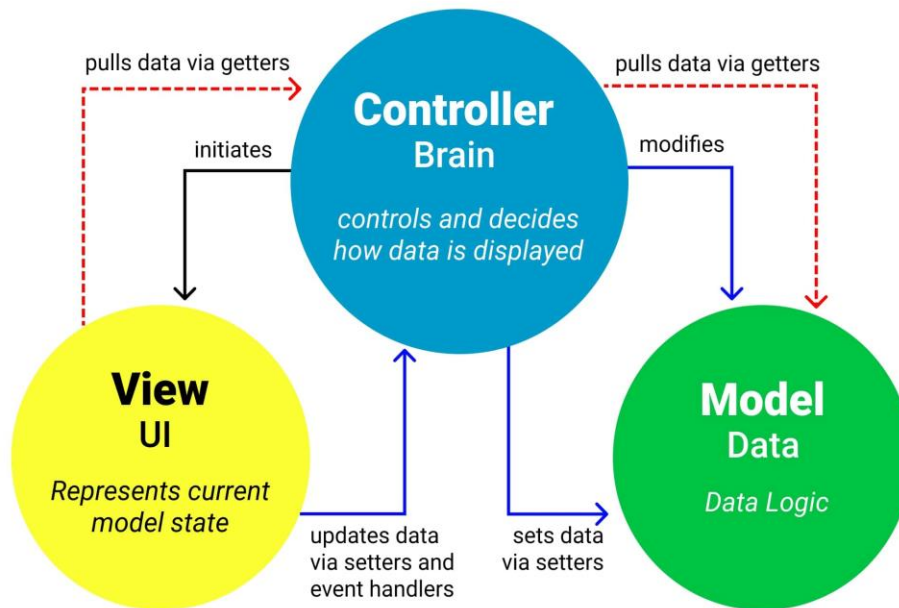 pulls data via getters
pulls data via getters
Controller
Brain
initiates
modifies
controls and decides
how data is displayed
View
UI
Represents current
model state
Model
Data
Data Logic
updates data
via setters and
event handlers
sets data
via setters